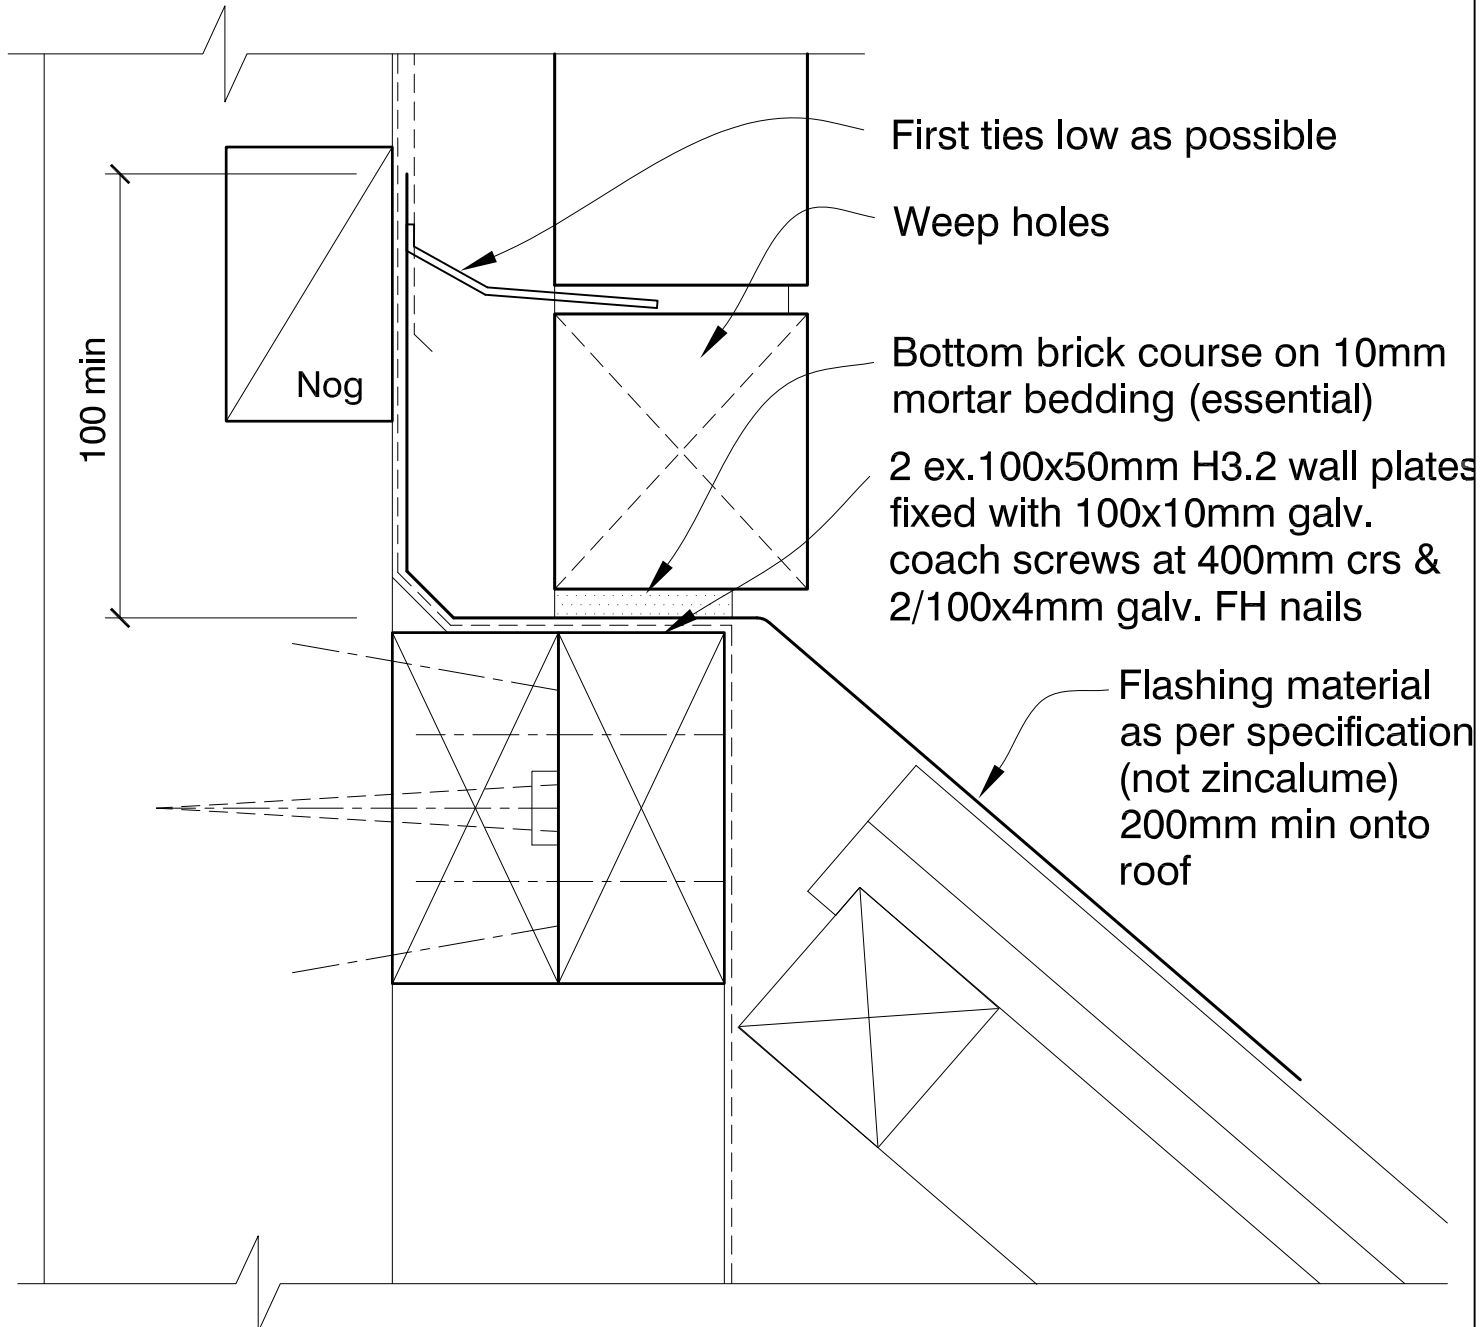 First ties low as possible
Weep holes
Bottom brick course on 10mm
mortar bedding (essential)
2 ex.100x50mm H3.2 wall plates
fixed with 100x10mm galv.
coach screws at 400mm crs &
2/100x4mm galv. FH nails
Flashing material
as per specification
(not zincalume)
200mm min onto
roof
Nog
100 min